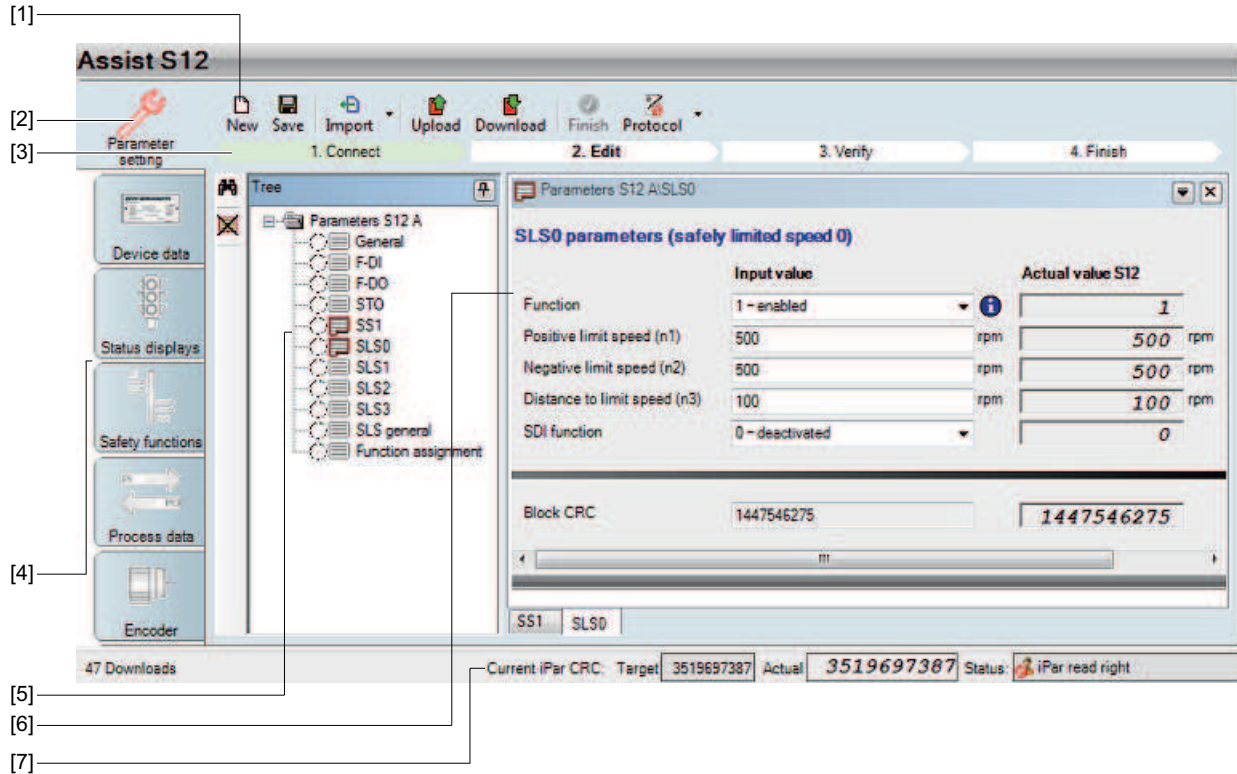 [1]
Assist S12
[2]
New Save Import Upload Download Finish Protocol
Parameter
setting
[3]
1. Connect 2. Edit 3. Verify 4. Finish
Tree
Parameters S12 A
General
F-DI
F-DO
STO
SS1
SLS0
SLS1
SLS2
SLS3
SLS general
Function assignment
Device data
Status displays
Safety functions
Process data
Encoder
Parameters S12 A\SLS0
SLS0 parameters (safely limited speed 0)
Input value Actual value S12
Function 1 - enabled 1
Positive limit speed (n1) 500 rpm 500 rpm
Negative limit speed (n2) 500 rpm 500 rpm
Distance to limit speed (n3) 100 rpm 100 rpm
SDI function 0 - deactivated 0
Block CRC 1447546275 1447546275
SS1 SLS0
47 Downloads Current iPar CRC: Target 3519697387 Actual 3519697387 Status: iPar read right
[4]
[5]
[6]
[7]